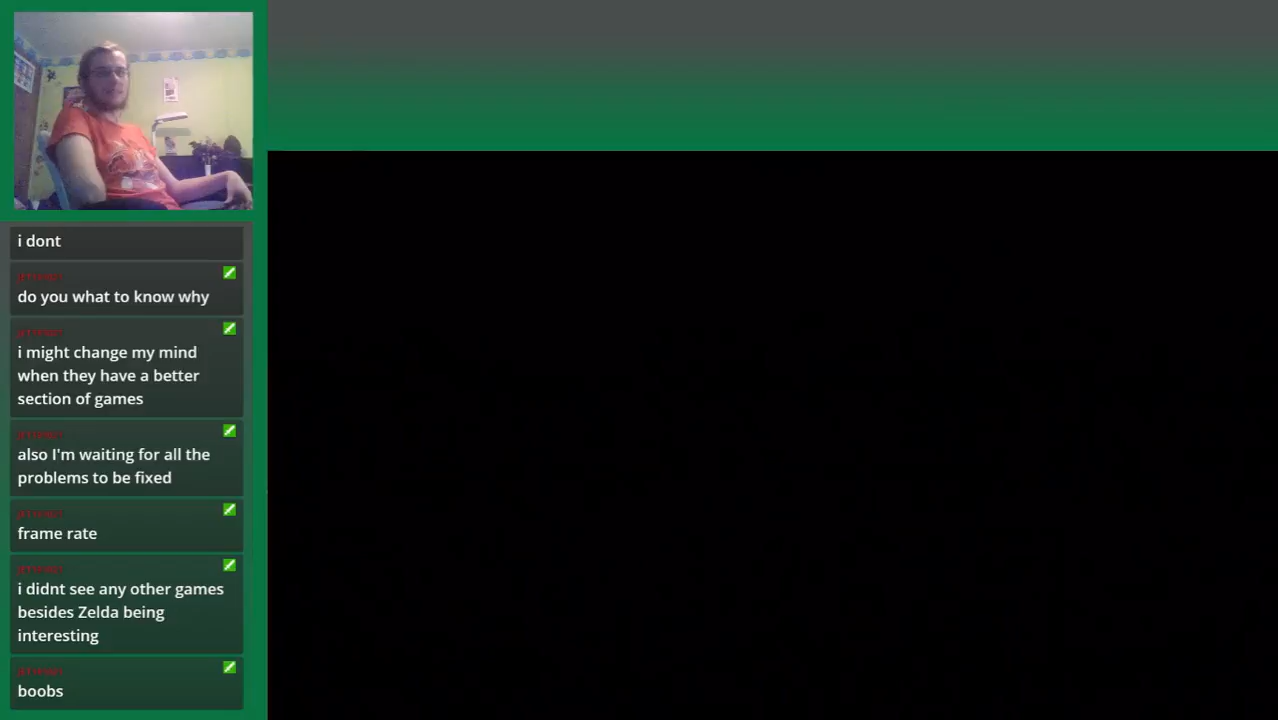 i dont
do you what to know why
i might change my mind
when they have a better
section of games
also I'm waiting for all the
problems to be fixed
frame rate
i didnt see any other games
besides Zelda being
interesting
boobs